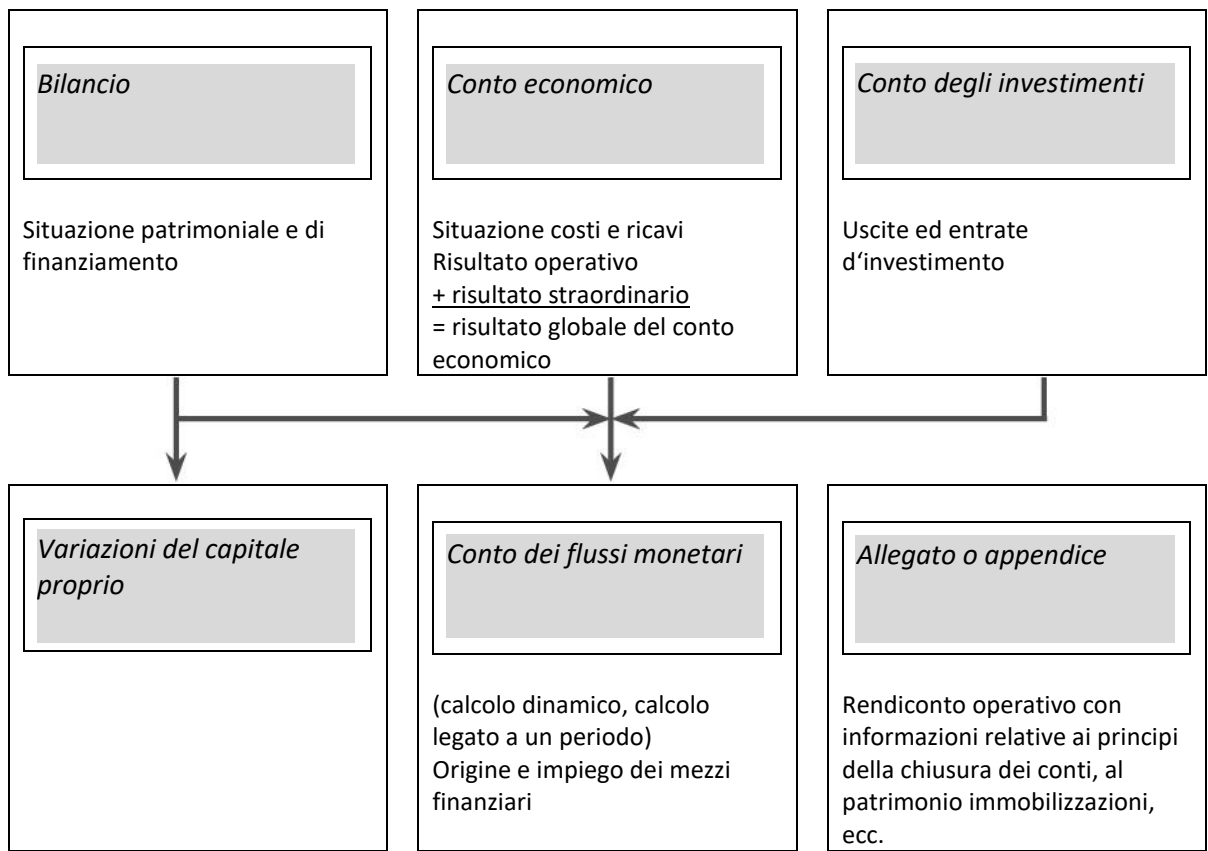 Bilancio
Situazione patrimoniale e di
finanziamento
Conto economico
Situazione costi e ricavi
Risultato operativo
+ risultato straordinario
= risultato globale del conto
economico
Conto degli investimenti
Uscite ed entrate
d‘investimento
Variazioni del capitale
proprio
Conto dei flussi monetari
(calcolo dinamico, calcolo
legato a un periodo)
Origine e impiego dei mezzi
finanziari
Allegato o appendice
Rendiconto operativo con
informazioni relative ai principi
della chiusura dei conti, al
patrimonio immobilizzazioni,
ecc.